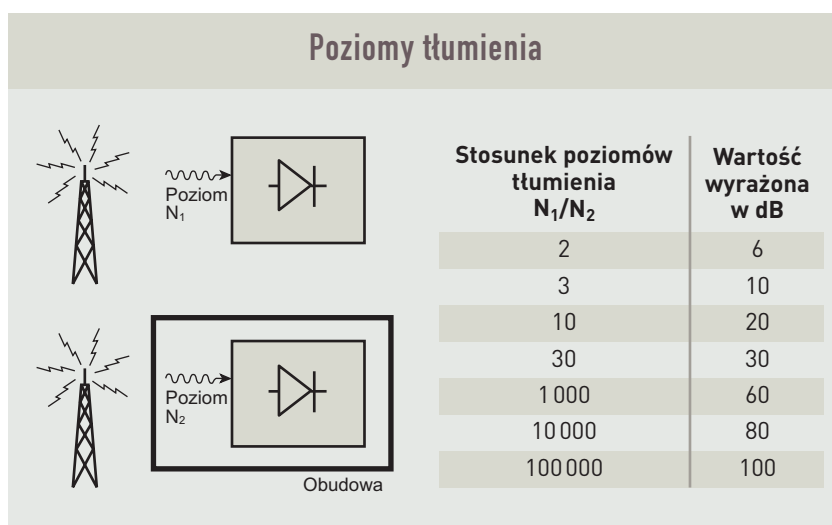 Poziomy tłumienia
Poziom
N₁
Poziom
N₂
Obudowa
Stosunek poziomów
tłumienia
N₁/N₂
Wartość
wyrażona
w dB
2 6
3 10
10 20
30 30
1 000 60
10 000 80
100 000 100